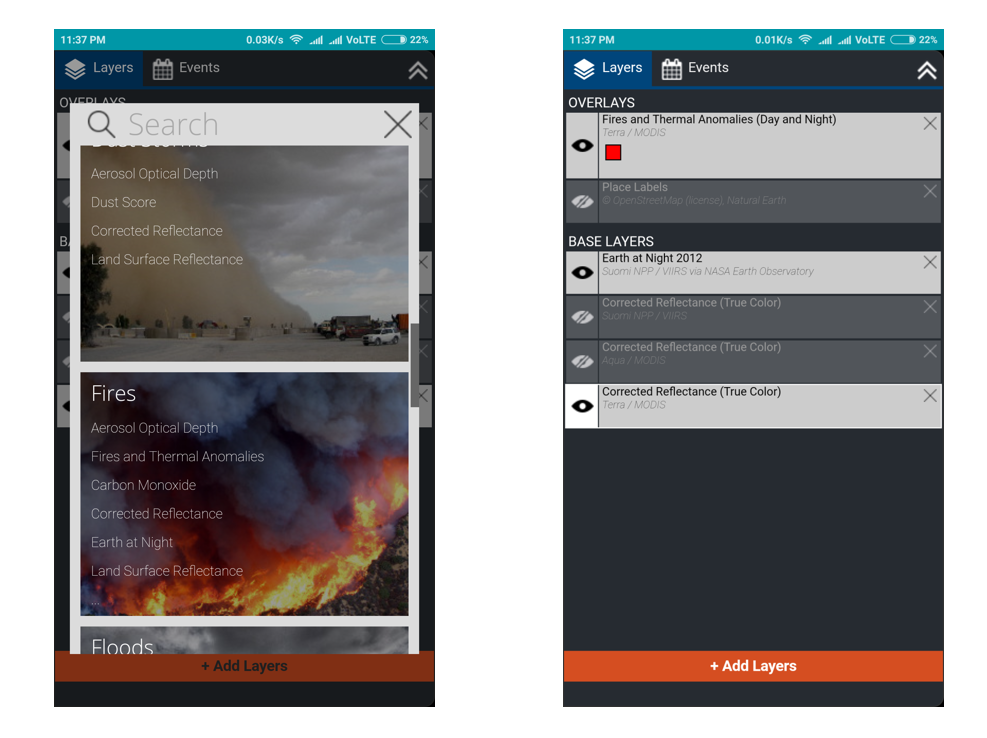 11:37 PM 0.03K/s VoLTE 22%
Layers Events
OVERLAYS
Search
Dust Storms
Aerosol Optical Depth
Dust Score
Corrected Reflectance
Land Surface Reflectance
Fires
Aerosol Optical Depth
Fires and Thermal Anomalies
Carbon Monoxide
Corrected Reflectance
Earth at Night
Land Surface Reflectance
...
Floods
+ Add Layers
11:37 PM 0.01K/s VoLTE 22%
Layers Events
OVERLAYS
Fires and Thermal Anomalies (Day and Night)
Terra / MODIS
Place Labels
© OpenStreetMap (license), Natural Earth
BASE LAYERS
Earth at Night 2012
Suomi NPP / VIIRS via NASA Earth Observatory
Corrected Reflectance (True Color)
Suomi NPP / VIIRS
Corrected Reflectance (True Color)
Aqua / MODIS
Corrected Reflectance (True Color)
Terra / MODIS
+ Add Layers